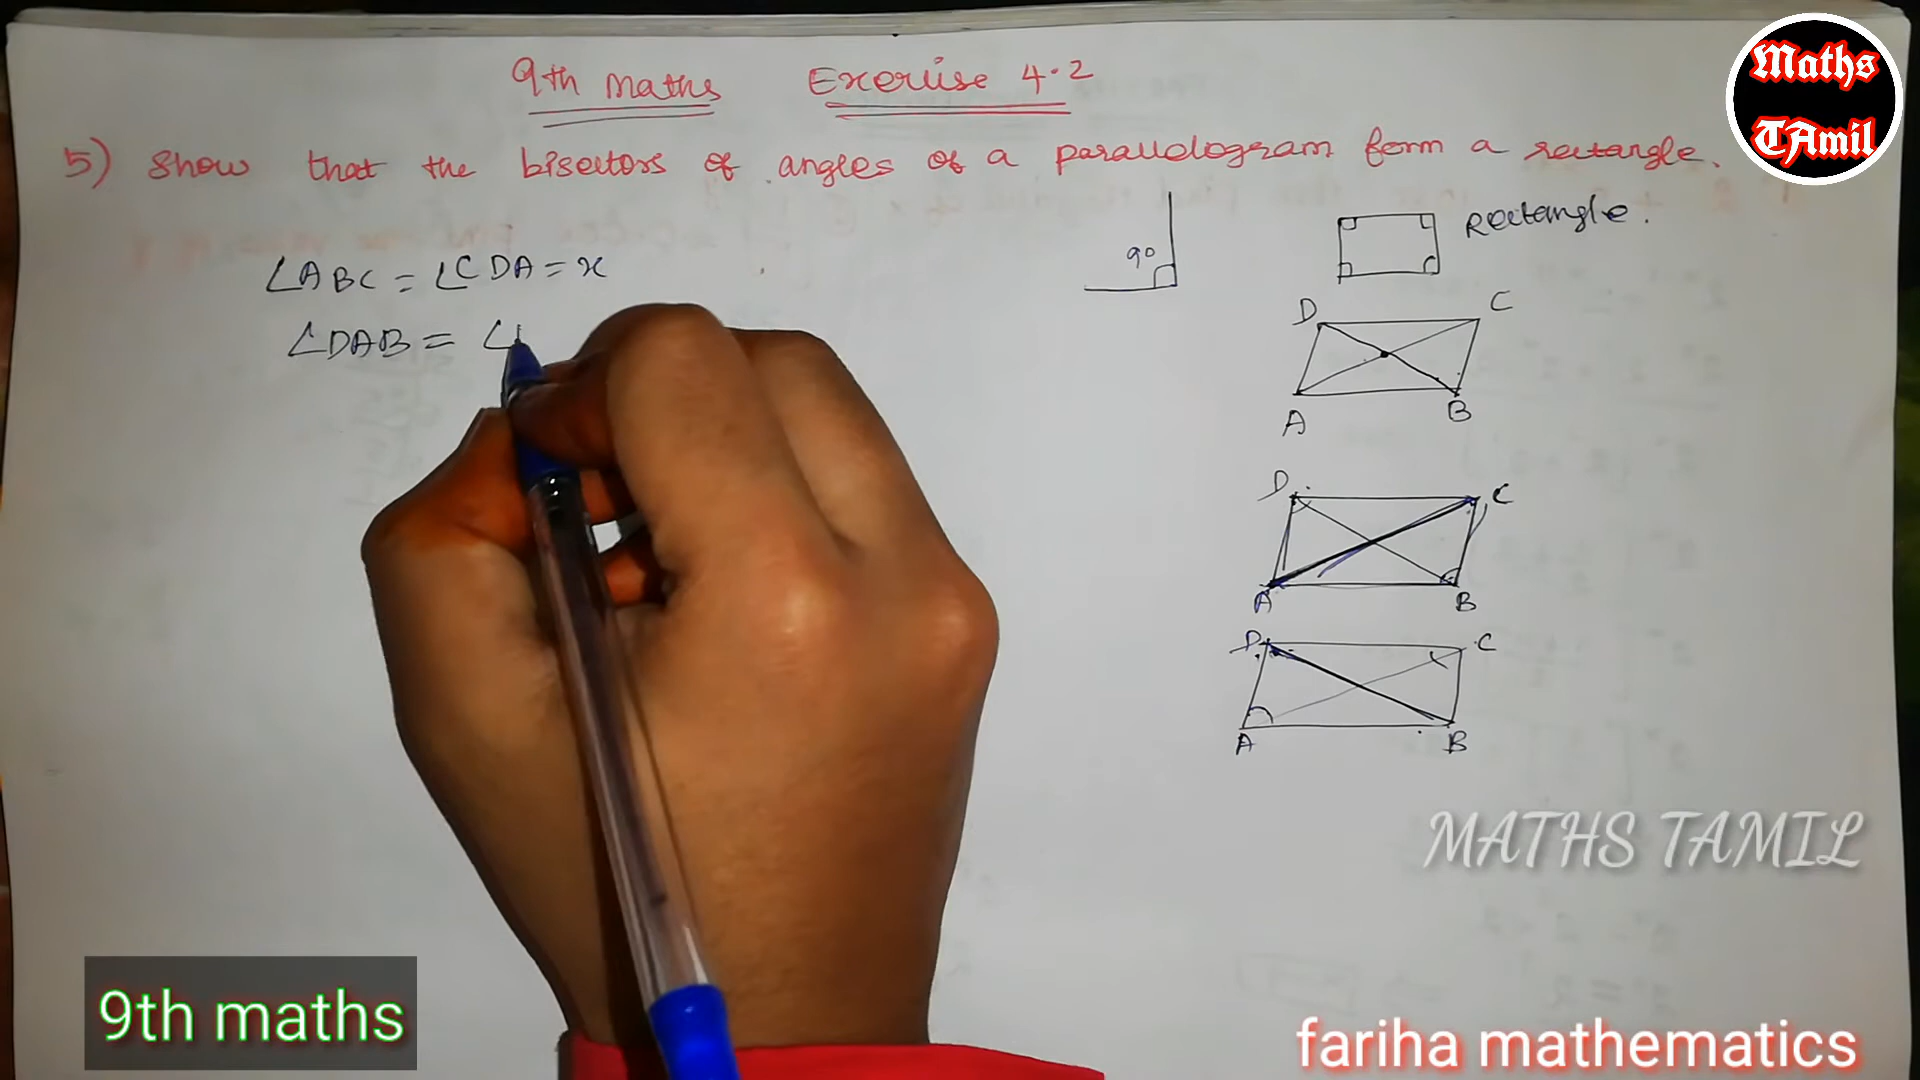 9th maths Exercise 4.2
5) Show that the bisectors of angles of a parallelogram form a rectangle.
∠ABC = ∠CDA = x
∠DAB = ∠
90
Rectangle.
D C
A B
D C
A B
D C
A B
Maths
TAmil
MATHS TAMIL
9th maths
fariha mathematics